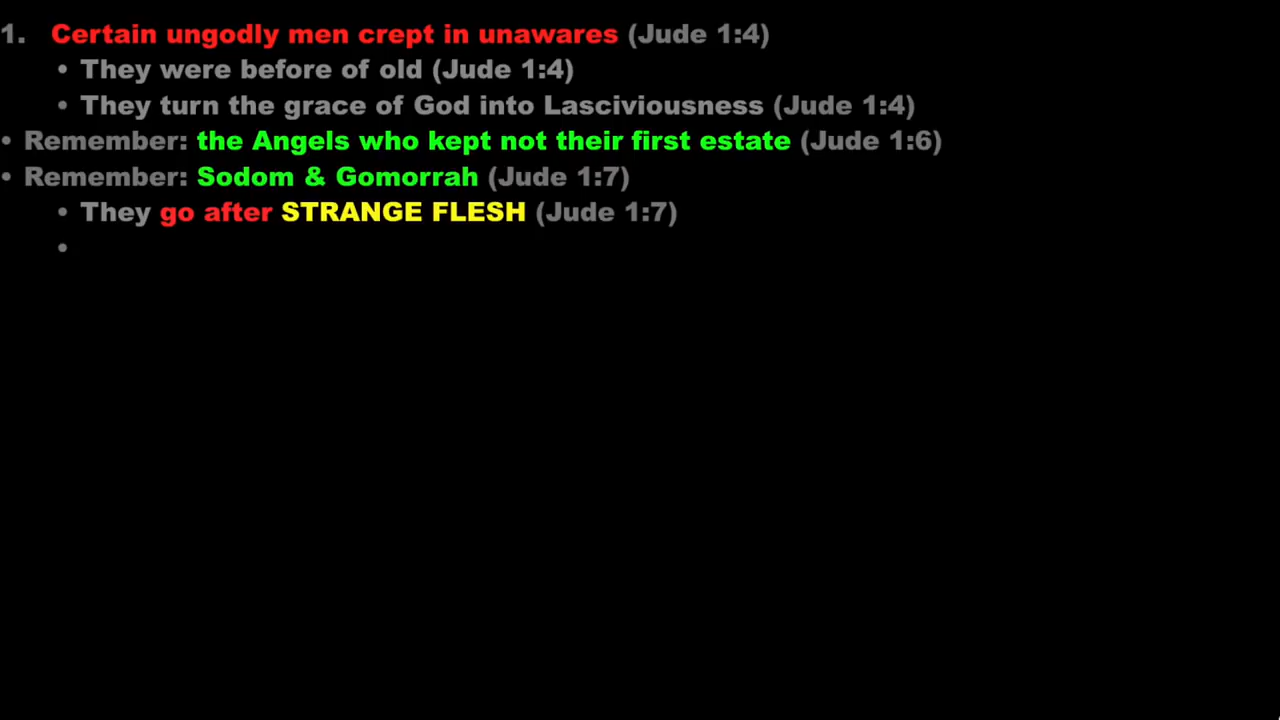 1. Certain ungodly men crept in unawares (Jude 1:4)
• They were before of old (Jude 1:4)
• They turn the grace of God into Lasciviousness (Jude 1:4)
• Remember: the Angels who kept not their first estate (Jude 1:6)
• Remember: Sodom & Gomorrah (Jude 1:7)
• They go after STRANGE FLESH (Jude 1:7)
•